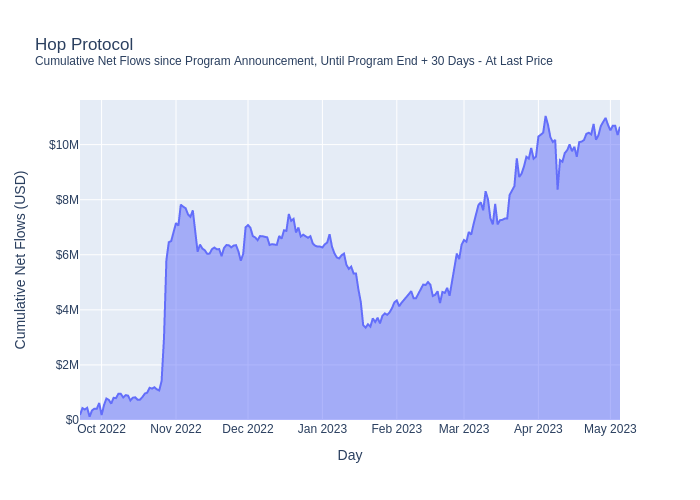 Hop Protocol
Cumulative Net Flows since Program Announcement, Until Program End + 30 Days - At Last Price
Cumulative Net Flows (USD)
$10M
$8M
$6M
$4M
$2M
$0
Oct 2022 Nov 2022 Dec 2022 Jan 2023 Feb 2023 Mar 2023 Apr 2023 May 2023
Day